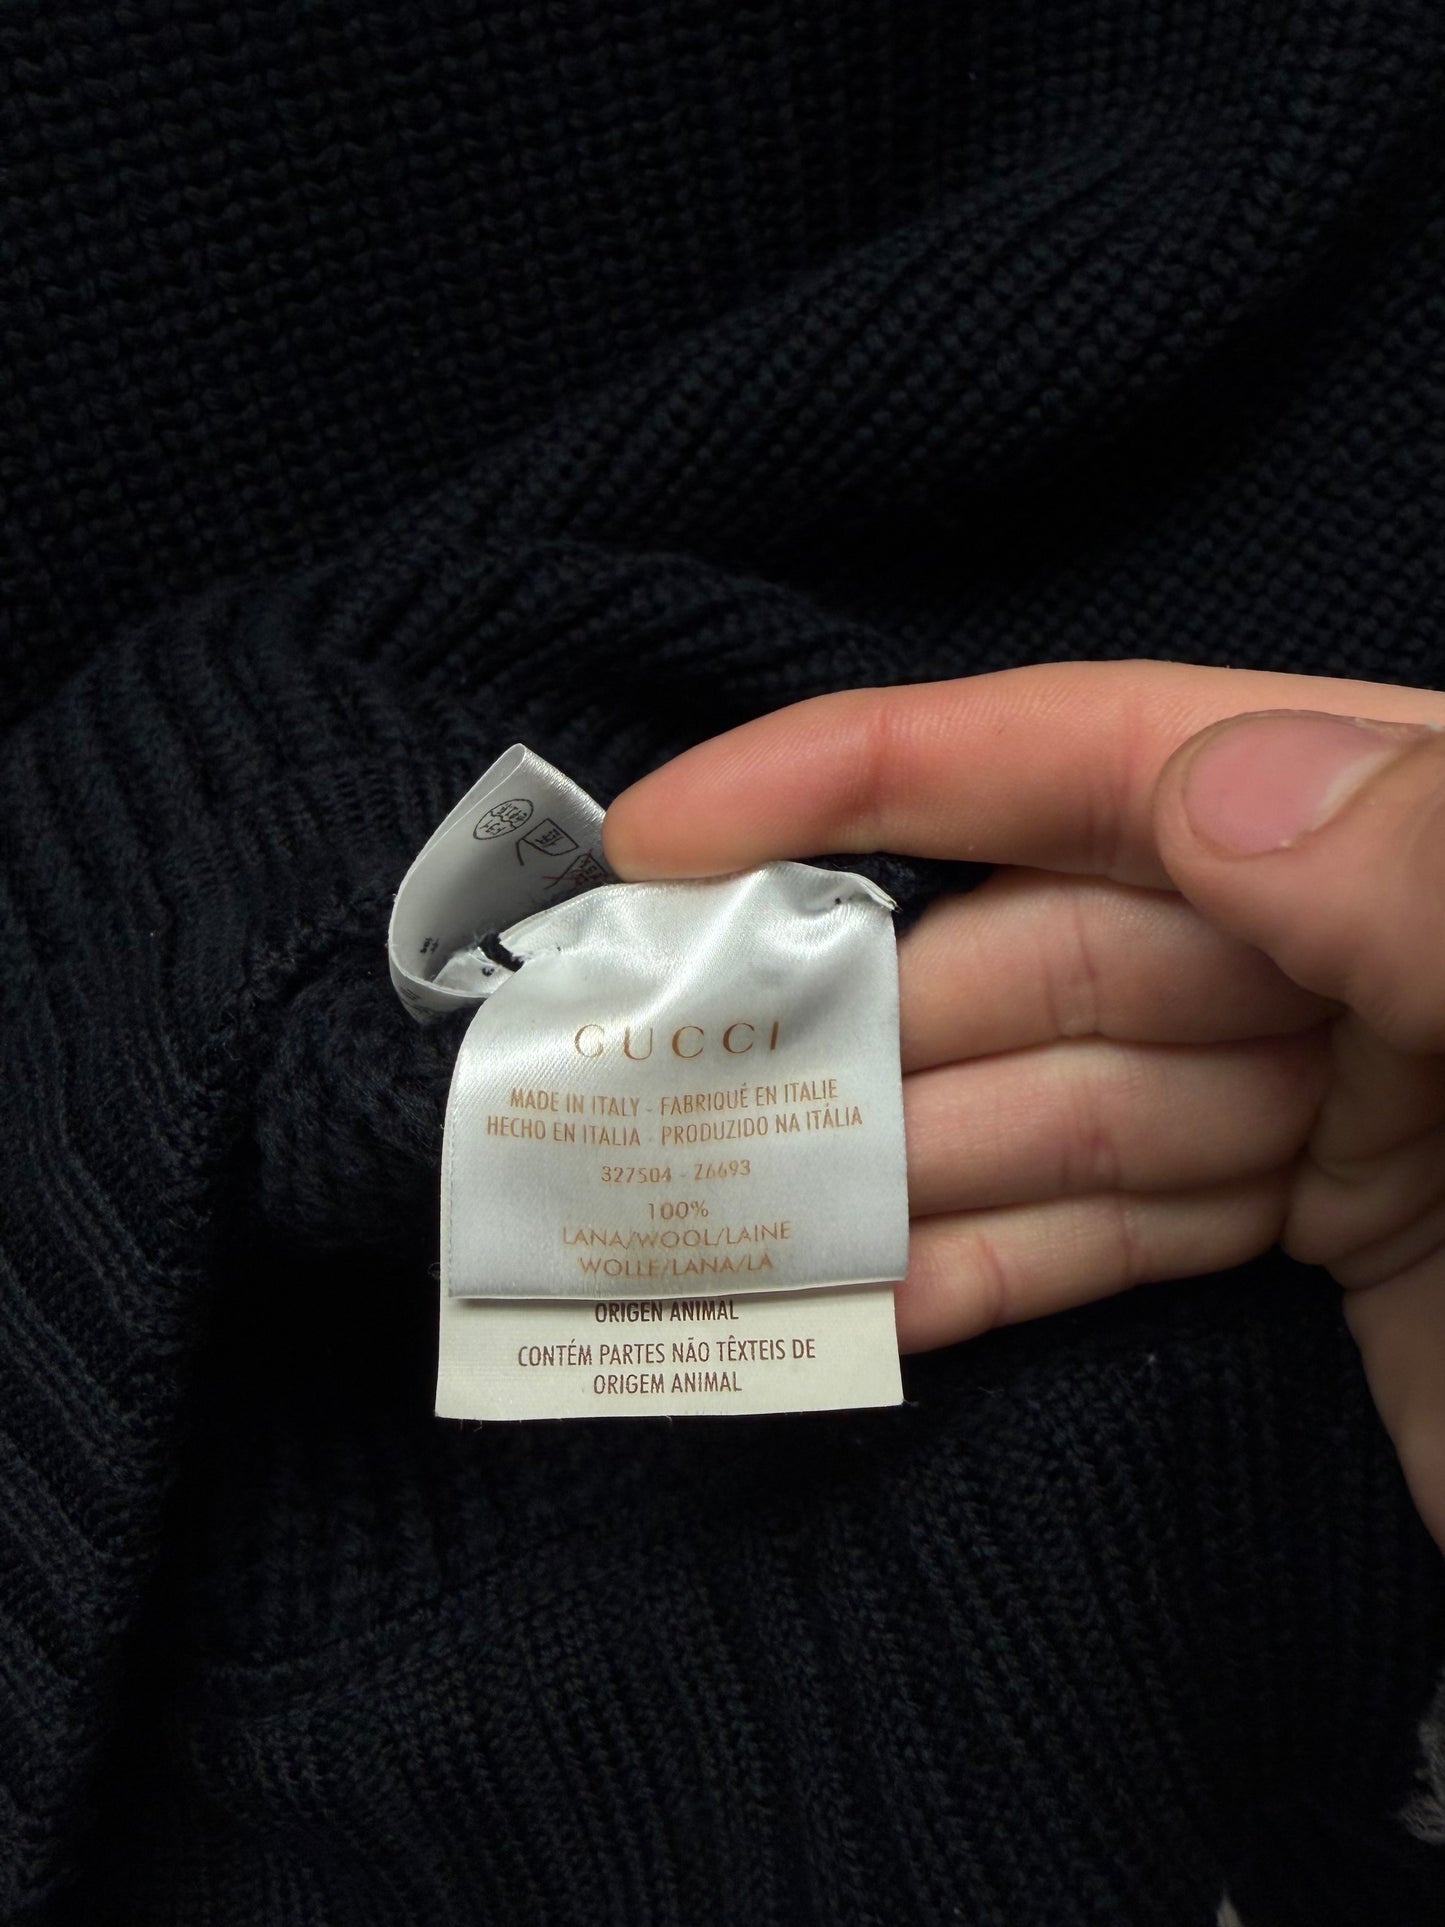 GUCCI
MADE IN ITALY - FABRIQUÉ EN ITALIE
HECHO EN ITALIA - PRODUZIDO NA ITÁLIA
327504 - Z6693
100%
LANA/WOOL/LAINE
WOLLE/LANA/LÀ
ORIGEN ANIMAL
CONTÉM PARTES NÃO TÊXTEIS DE
ORIGEM ANIMAL